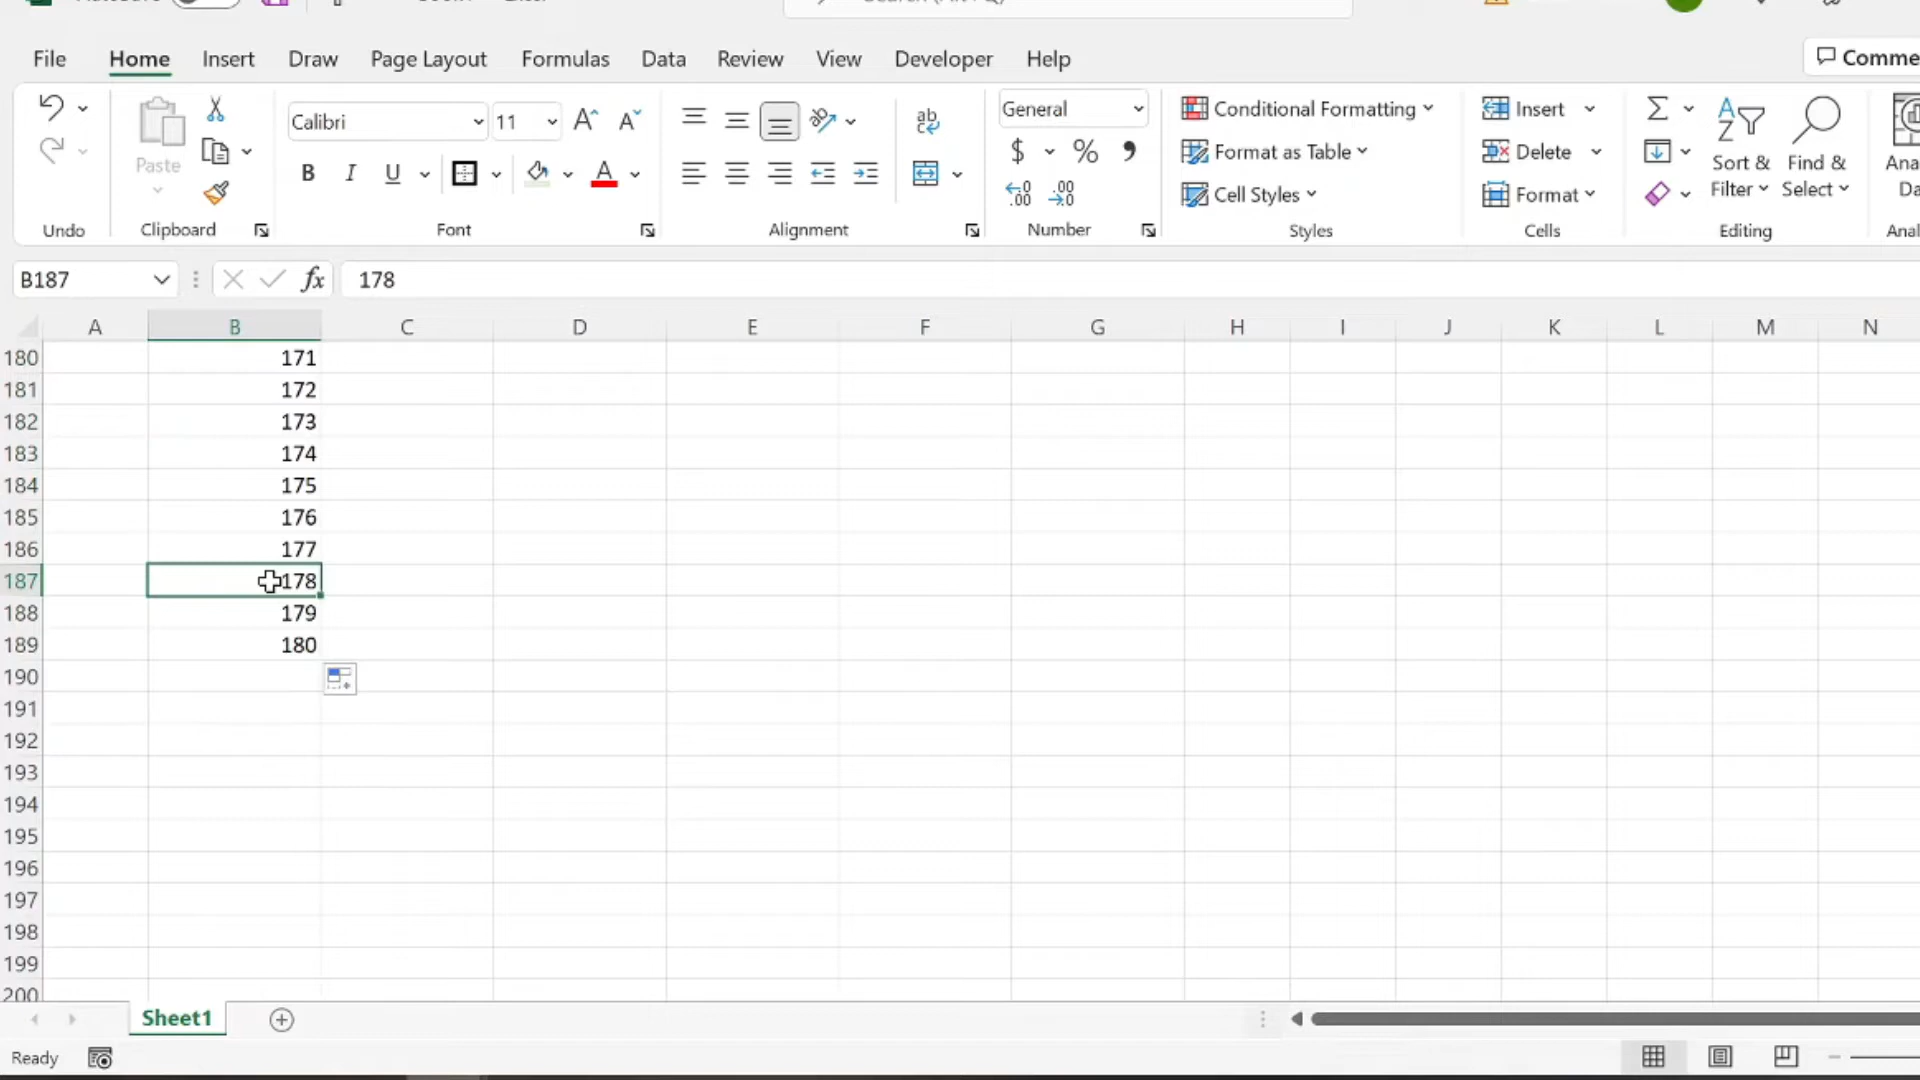 File Home Insert Draw Page Layout Formulas Data Review View Developer Help Comme
Calibri 11 General Conditional Formatting Insert
Paste Format as Table Delete Sort & Find & Ana
Cell Styles Format Filter Select Da
Undo Clipboard Font Alignment Number Styles Cells Editing Anal
B187 fx 178
A B C D E F G H I J K L M N
180 171
181 172
182 173
183 174
184 175
185 176
186 177
187 178
188 179
189 180
190
191
192
193
194
195
196
197
198
199
200
Sheet1
Ready